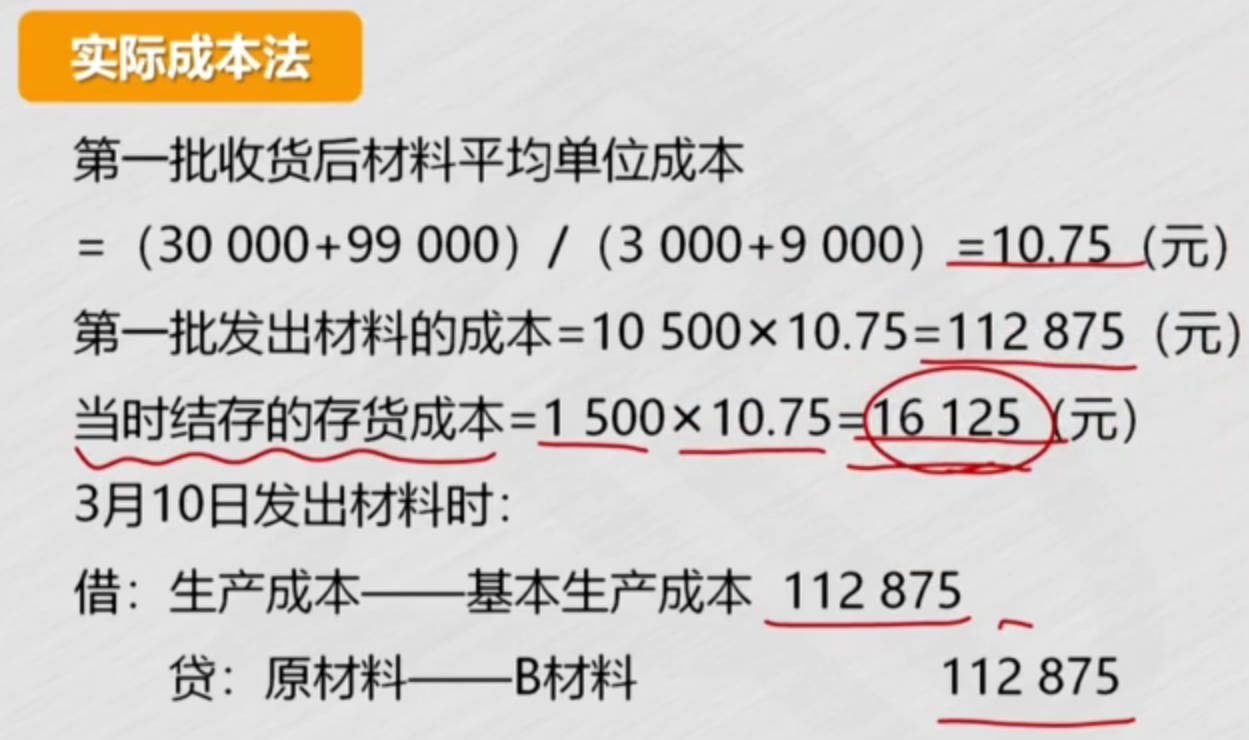 实际成本法
第一批收货后材料平均单位成本
=（30 000+99 000）/（3 000+9 000）=10.75（元）
第一批发出材料的成本=10 500×10.75=112 875（元）
当时结存的存货成本=1 500×10.75=16 125（元）
3月10日发出材料时：
借：生产成本——基本生产成本 112 875
贷：原材料——B材料 112 875